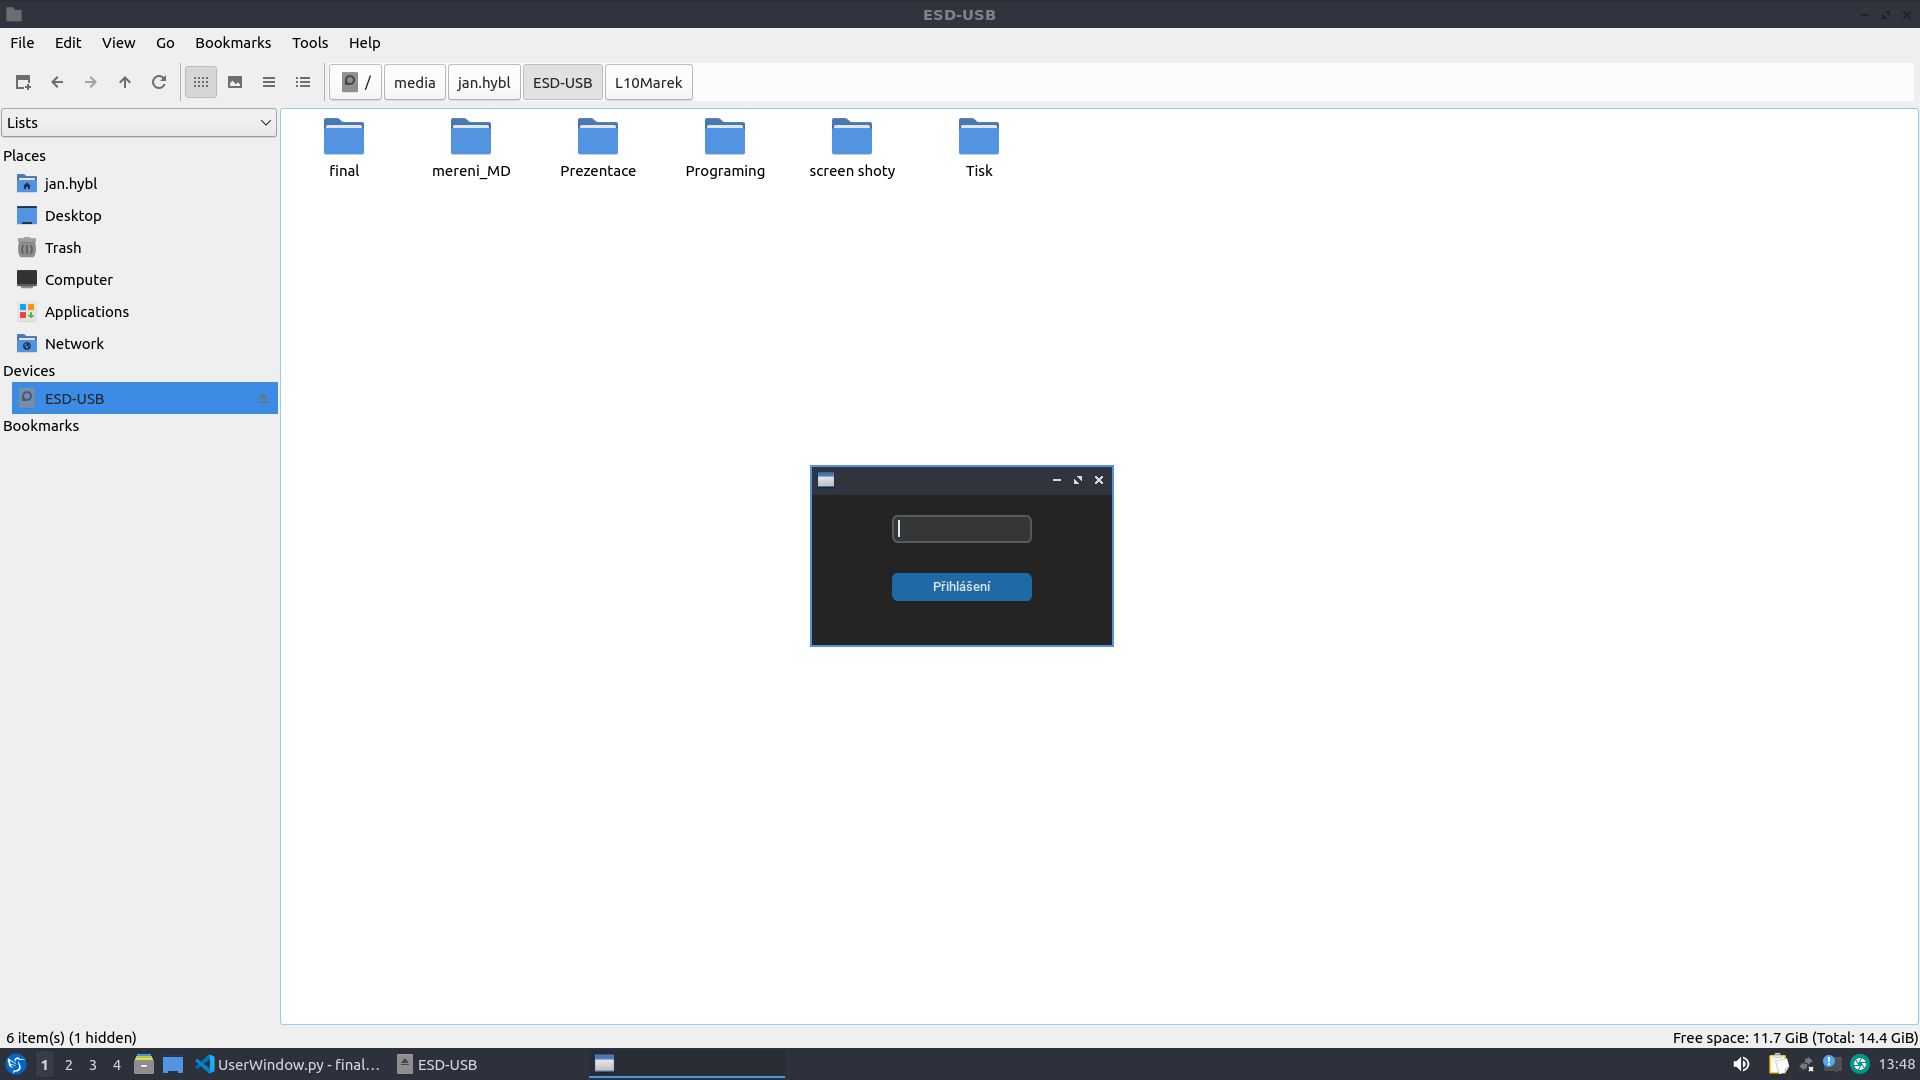 ESD-USB
File Edit View Go Bookmarks Tools Help
/ media jan.hybl ESD-USB L10Marek
Lists
Places
jan.hybl
Desktop
Trash
Computer
Applications
Network
Devices
ESD-USB
Bookmarks
final mereni_MD Prezentace Programing screen shoty Tisk
Přihlášení
6 item(s) (1 hidden)
Free space: 11.7 GiB (Total: 14.4 GiB)
1 2 3 4 UserWindow.py - final... ESD-USB 13:48